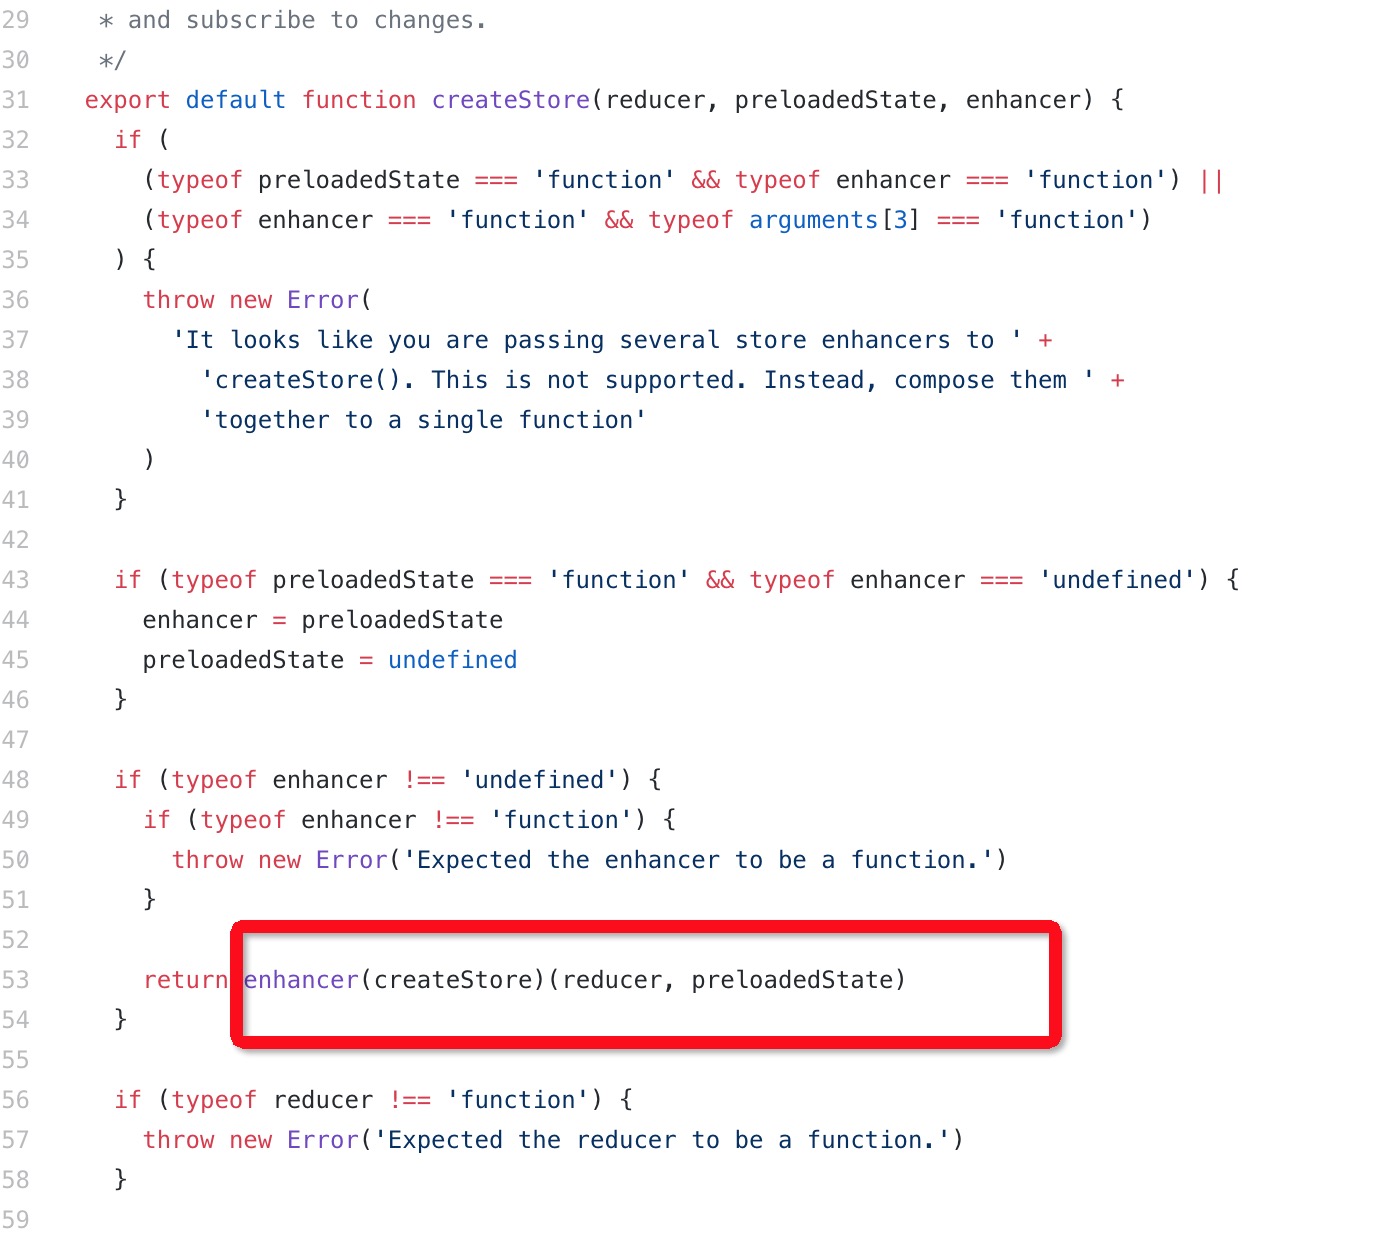 29 * and subscribe to changes.
30 */
31 export default function createStore(reducer, preloadedState, enhancer) {
32 if (
33 (typeof preloadedState === 'function' && typeof enhancer === 'function') ||
34 (typeof enhancer === 'function' && typeof arguments[3] === 'function')
35 ) {
36 throw new Error(
37 'It looks like you are passing several store enhancers to ' +
38 'createStore(). This is not supported. Instead, compose them ' +
39 'together to a single function'
40 )
41 }
42
43 if (typeof preloadedState === 'function' && typeof enhancer === 'undefined') {
44 enhancer = preloadedState
45 preloadedState = undefined
46 }
47
48 if (typeof enhancer !== 'undefined') {
49 if (typeof enhancer !== 'function') {
50 throw new Error('Expected the enhancer to be a function.')
51 }
52
53 return enhancer(createStore)(reducer, preloadedState)
54 }
55
56 if (typeof reducer !== 'function') {
57 throw new Error('Expected the reducer to be a function.')
58 }
59